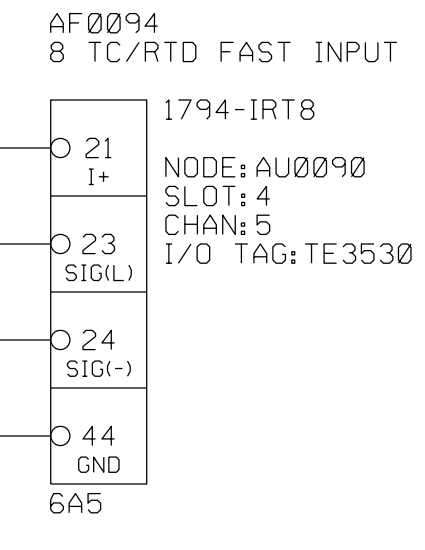 AF0094
8 TC/RTD FAST INPUT
1794-IRT8
21
I+
NODE:AU0090
SLOT:4
CHAN:5
I/O TAG:TE3530
23
SIG(L)
24
SIG(-)
44
GND
6A5